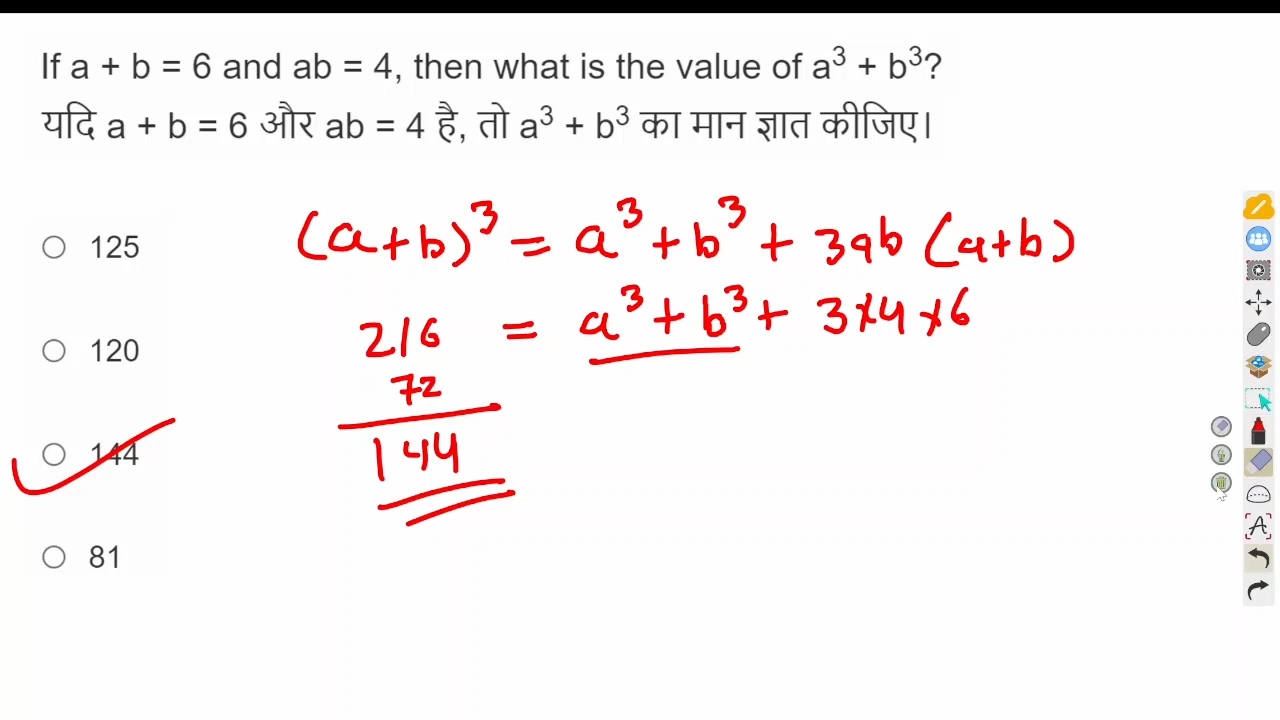 If a + b = 6 and ab = 4, then what is the value of a³ + b³?
यदि a + b = 6 और ab = 4 है, तो a³ + b³ का मान ज्ञात कीजिए।
(a+b)³ = a³ + b³ + 3ab (a+b)
125
216 = a³ + b³ + 3×4×6
120
72
144
144
81